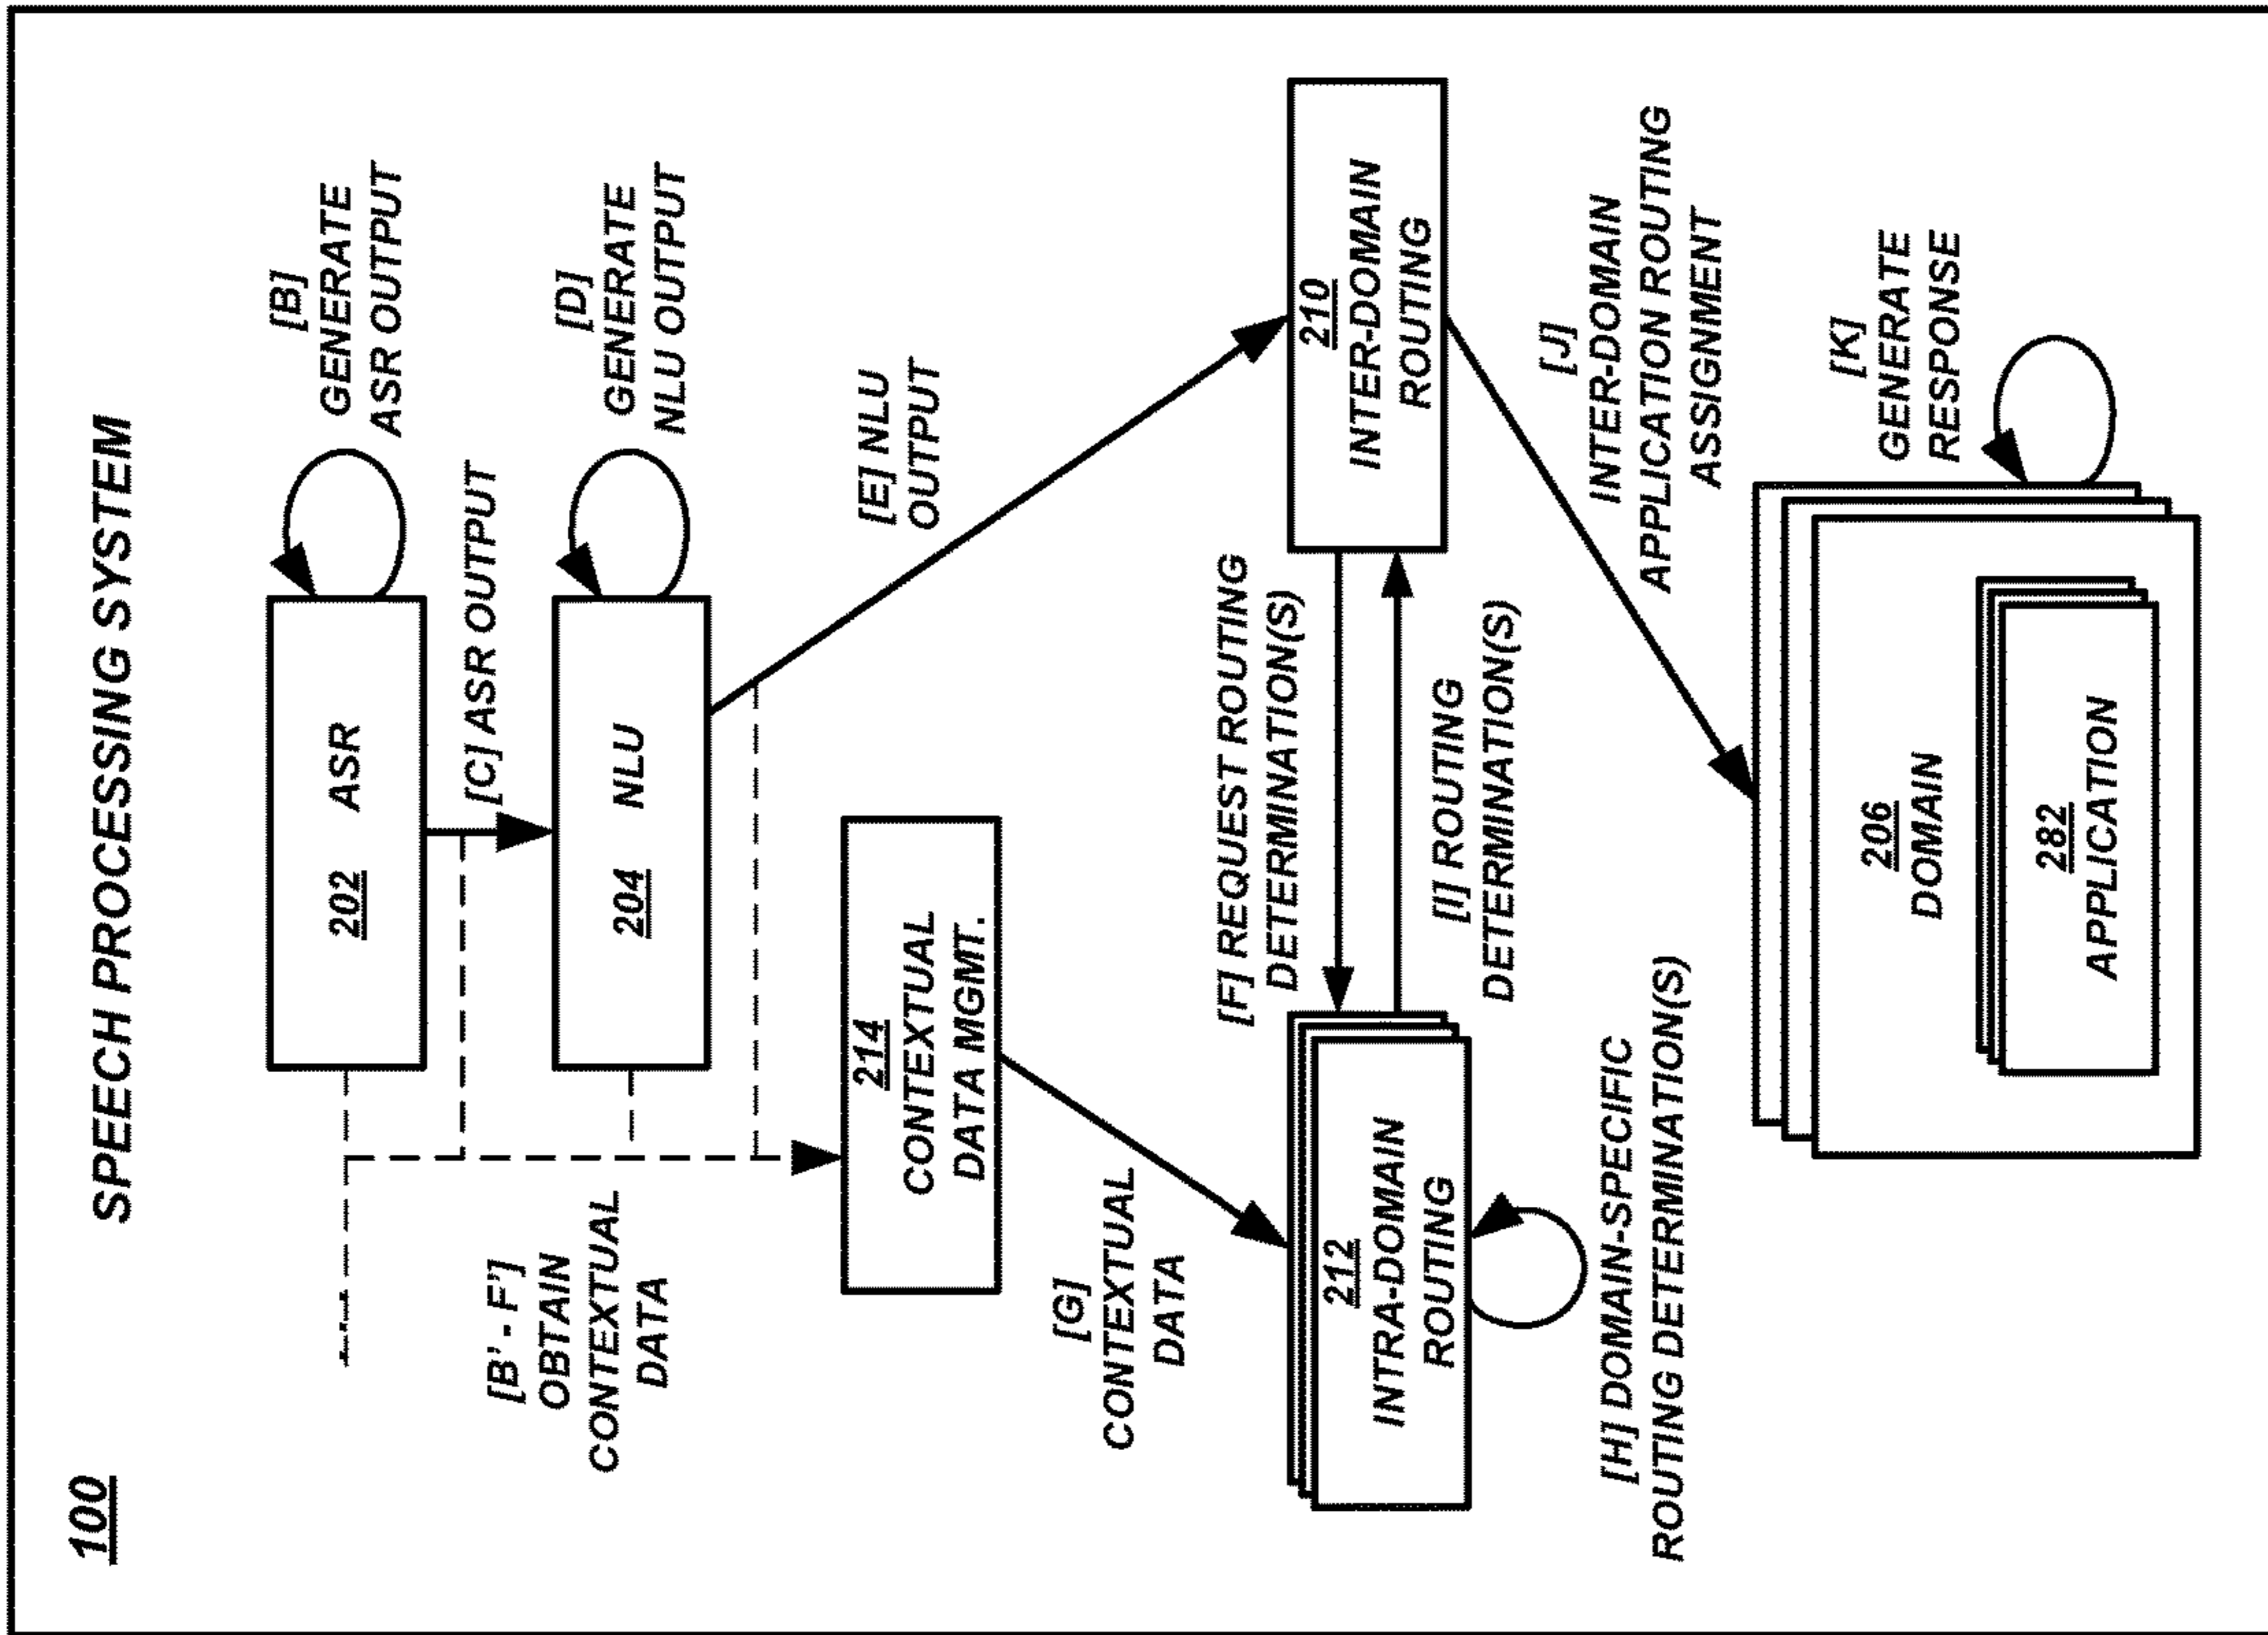 100
SPEECH PROCESSING SYSTEM
202 ASR
[B]
GENERATE
ASR OUTPUT
[C] ASR OUTPUT
[B' - F']
OBTAIN
CONTEXTUAL
DATA
204 NLU
[D]
GENERATE
NLU OUTPUT
[E] NLU
OUTPUT
214
CONTEXTUAL
DATA MGMT.
[G]
CONTEXTUAL
DATA
[F] REQUEST ROUTING
DETERMINATION(S)
212
INTRA-DOMAIN
ROUTING
210
INTER-DOMAIN
ROUTING
[I] ROUTING
DETERMINATION(S)
[H] DOMAIN-SPECIFIC
ROUTING DETERMINATION(S)
[J]
INTER-DOMAIN
APPLICATION ROUTING
ASSIGNMENT
206
DOMAIN
282
APPLICATION
[K]
GENERATE
RESPONSE